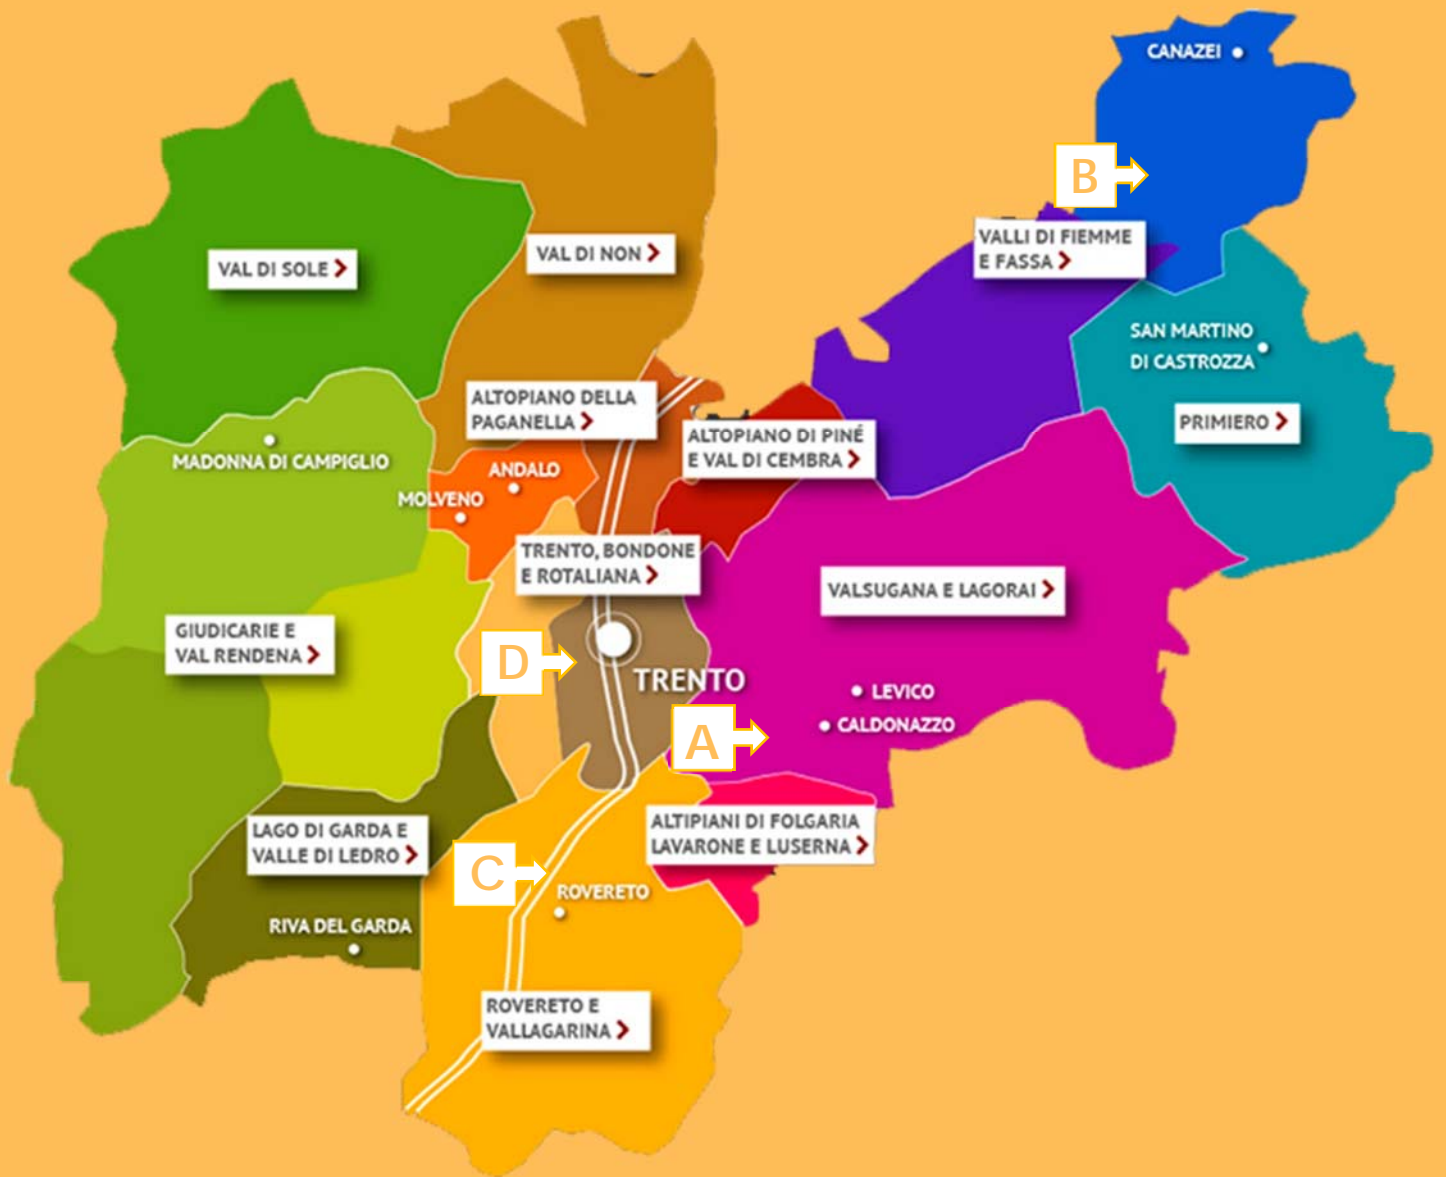 CANAZEI
B
VALLI DI FIEMME
E FASSA
VAL DI SOLE
VAL DI NON
SAN MARTINO
DI CASTROZZA
PRIMIERO
ALTOPIANO DELLA
PAGANELLA
ALTOPIANO DI PINÉ
E VAL DI CEMBRA
MADONNA DI CAMPIGLIO
ANDALO
MOLVENO
TRENTO, BONDONE
E ROTALIANA
VALSUGANA E LAGORAI
GIUDICARIE E
VAL RENDENA
D
TRENTO
LEVICO
CALDONAZZO
A
LAGO DI GARDA E
VALLE DI LEDRO
ALTIPIANI DI FOLGARIA
LAVARONE E LUSERNA
C
ROVERETO
RIVA DEL GARDA
ROVERETO E
VALLAGARINA